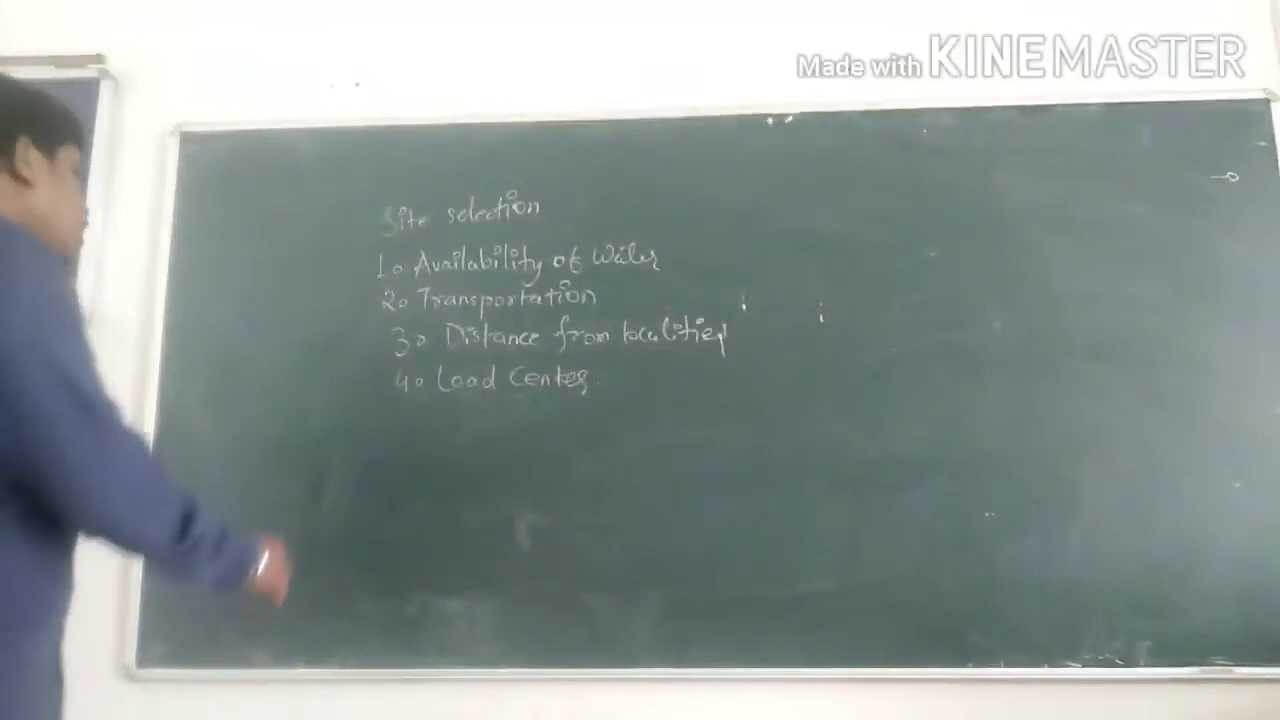 Made with KINEMASTER
Site selection
1. Availability of Water
2. Transportation
3. Distance from localities
4. Load Center